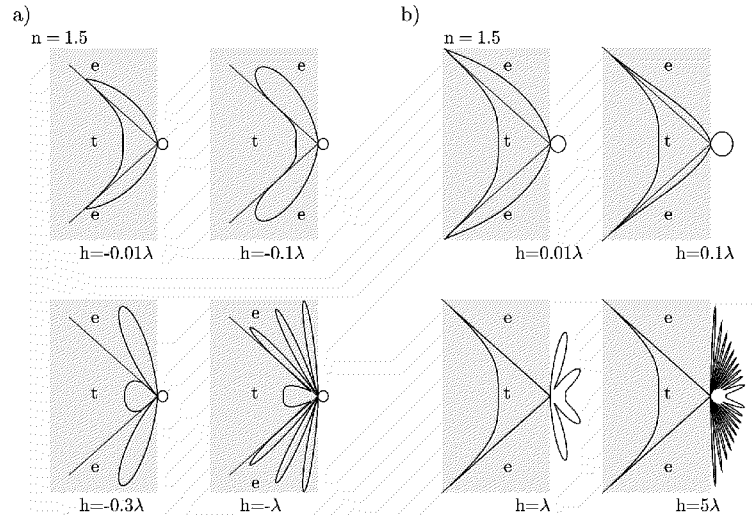 a)
b)
n = 1.5
n = 1.5
e
e
e
e
t
t
t
t
e
e
e
e
h=-0.01λ
h=-0.1λ
h=0.01λ
h=0.1λ
e
e
e
e
t
t
t
t
e
e
e
e
h=-0.3λ
h=-λ
h=λ
h=5λ